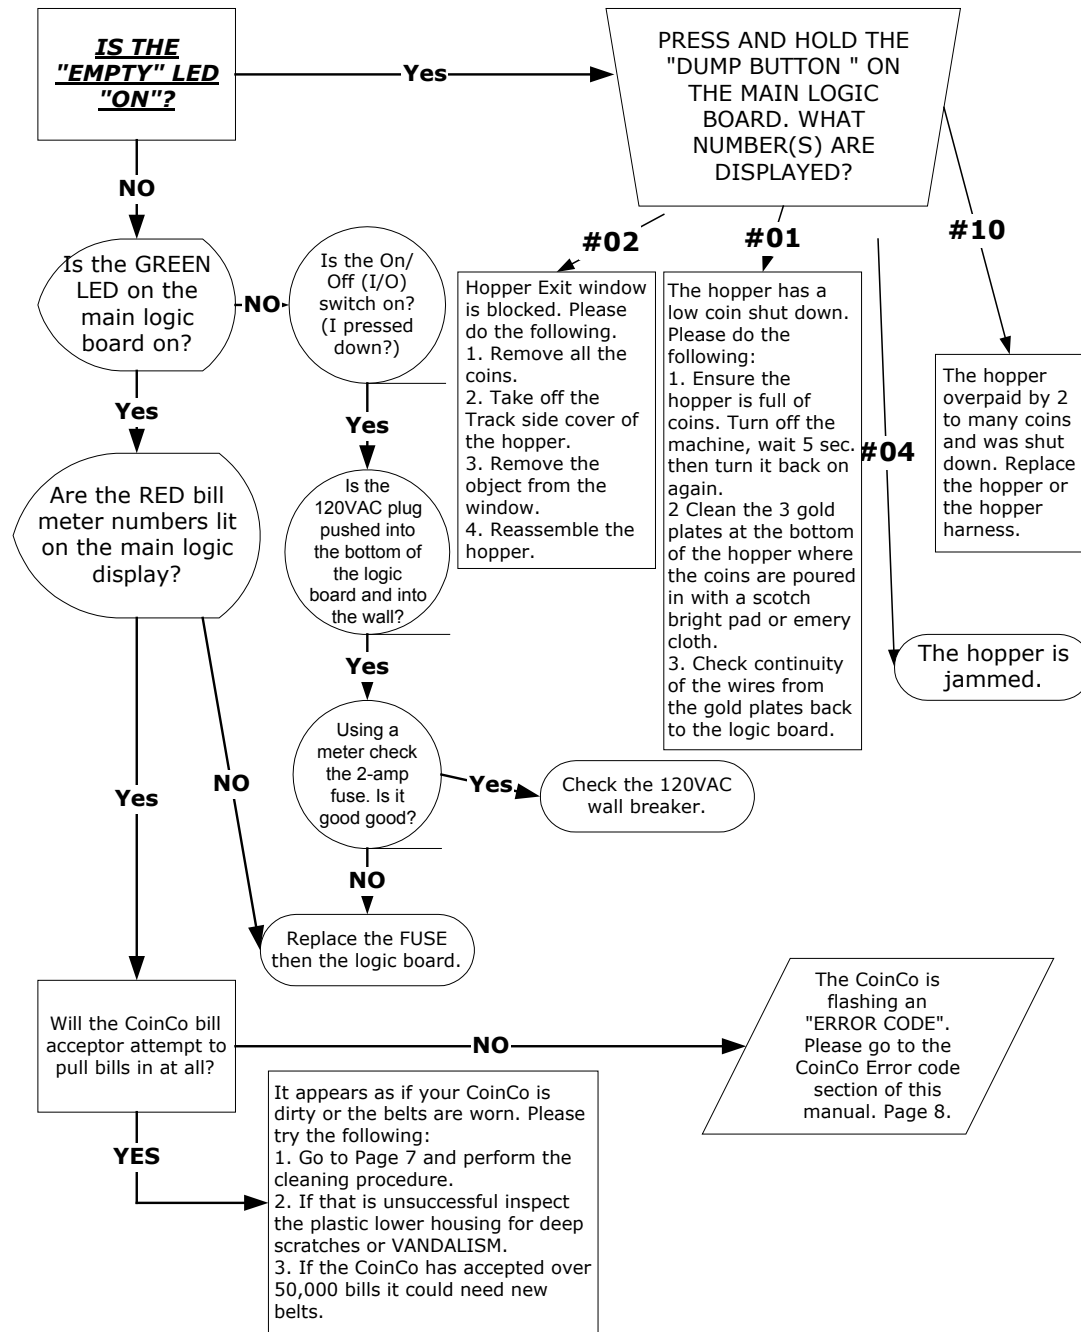 IS THE
"EMPTY" LED
"ON"?
Yes
PRESS AND HOLD THE
"DUMP BUTTON " ON
THE MAIN LOGIC
BOARD. WHAT
NUMBER(S) ARE
DISPLAYED?
NO
#02
#01
#10
#04
Is the GREEN
LED on the
main logic
board on?
NO
Is the On/
Off (I/O)
switch on?
(I pressed
down?)
Hopper Exit window
is blocked. Please
do the following.
1. Remove all the
coins.
2. Take off the
Track side cover of
the hopper.
3. Remove the
object from the
window.
4. Reassemble the
hopper.
The hopper has a
low coin shut down.
Please do the
following:
1. Ensure the
hopper is full of
coins. Turn off the
machine, wait 5 sec.
then turn it back on
again.
2 Clean the 3 gold
plates at the bottom
of the hopper where
the coins are poured
in with a scotch
bright pad or emery
cloth.
3. Check continuity
of the wires from
the gold plates back
to the logic board.
The hopper
overpaid by 2
to many coins
and was shut
down. Replace
the hopper or
the hopper
harness.
The hopper is
jammed.
Yes
Yes
Are the RED bill
meter numbers lit
on the main logic
display?
Is the
120VAC plug
pushed into
the bottom of
the logic
board and into
the wall?
Yes
Using a
meter check
the 2-amp
fuse. Is it
good good?
Yes
Check the 120VAC
wall breaker.
Yes
NO
NO
Replace the FUSE
then the logic board.
Will the CoinCo bill
acceptor attempt to
pull bills in at all?
NO
The CoinCo is
flashing an
"ERROR CODE".
Please go to the
CoinCo Error code
section of this
manual. Page 8.
YES
It appears as if your CoinCo is
dirty or the belts are worn. Please
try the following:
1. Go to Page 7 and perform the
cleaning procedure.
2. If that is unsuccessful inspect
the plastic lower housing for deep
scratches or VANDALISM.
3. If the CoinCo has accepted over
50,000 bills it could need new
belts.